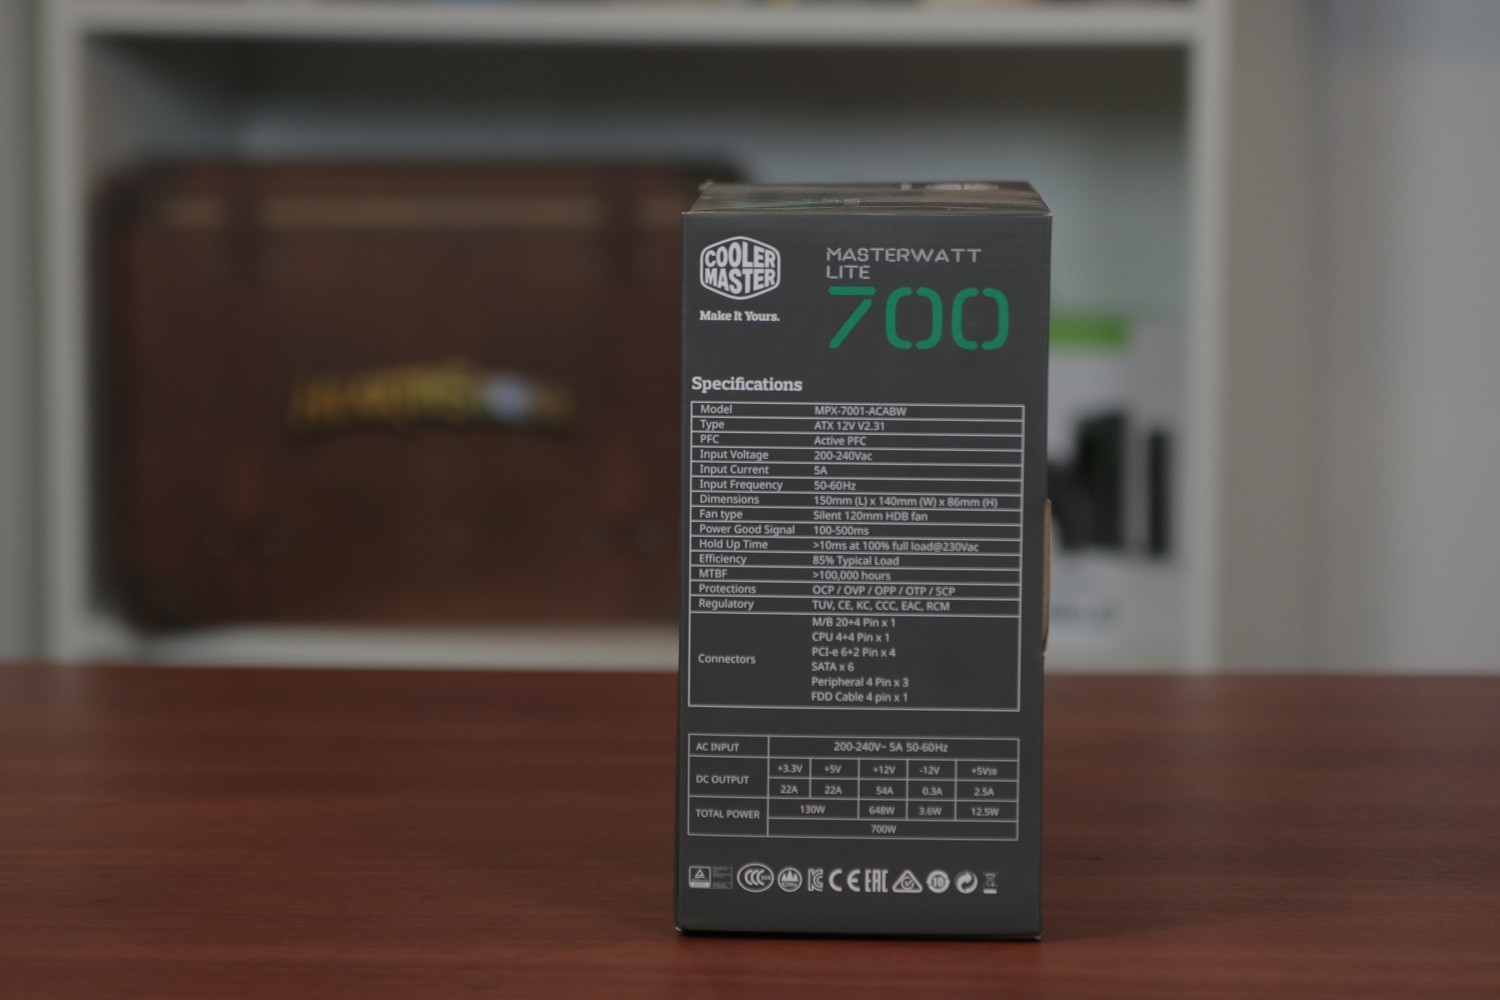 COOLER
MASTER
Make It Yours.
MASTERWATT
LITE
700
Specifications
Model MPX-7001-ACABW
Type ATX 12V V2.31
PFC Active PFC
Input Voltage 200-240Vac
Input Current 5A
Input Frequency 50-60Hz
Dimensions 150mm (L) x 140mm (W) x 86mm (H)
Fan type Silent 120mm HDB fan
Power Good Signal 100-500ms
Hold Up Time >10ms at 100% full load@230Vac
Efficiency 85% Typical Load
MTBF >100,000 hours
Protections OCP / OVP / OPP / OTP / SCP
Regulatory TUV, CE, KC, CCC, EAC, RCM
Connectors
M/B 20+4 Pin x 1
CPU 4+4 Pin x 1
PCI-e 6+2 Pin x 4
SATA x 6
Peripheral 4 Pin x 3
FDD Cable 4 pin x 1
AC INPUT 200-240V~ 5A 50-60Hz
DC OUTPUT
+3.3V +5V +12V -12V +5VSB
22A 22A 54A 0.3A 2.5A
TOTAL POWER
130W 648W 3.6W 12.5W
700W
CCC CE EAC 10